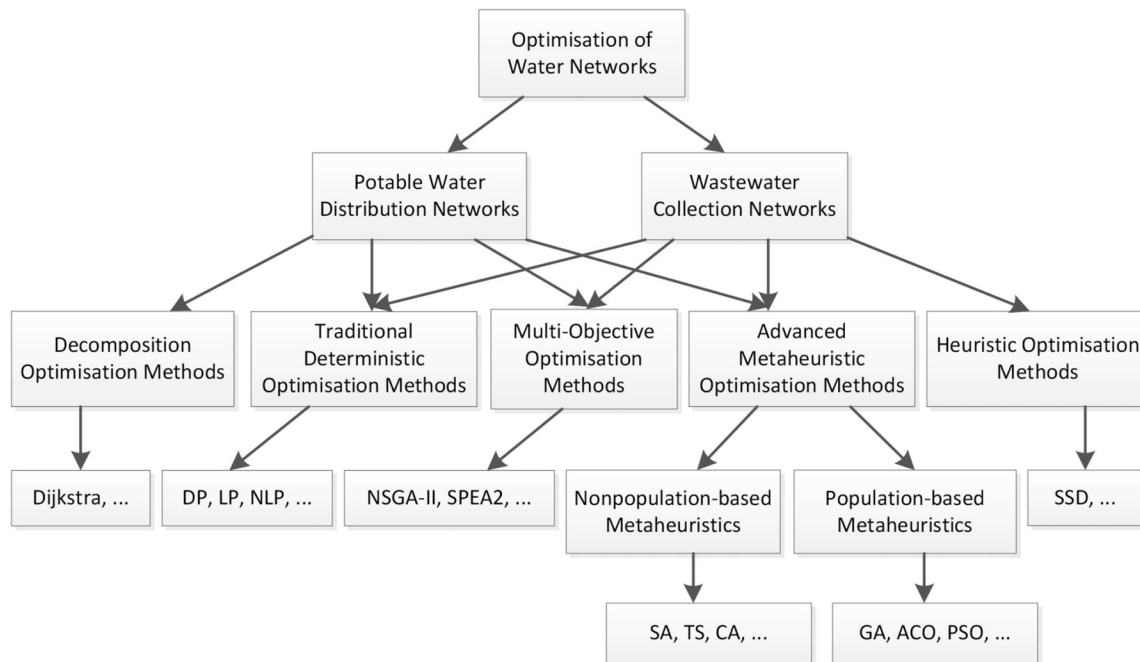 Optimisation of
Water Networks
Potable Water
Distribution Networks
Wastewater
Collection Networks
Decomposition
Optimisation Methods
Traditional
Deterministic
Optimisation Methods
Multi-Objective
Optimisation
Methods
Advanced
Metaheuristic
Optimisation Methods
Heuristic Optimisation
Methods
Dijkstra, ...
DP, LP, NLP, ...
NSGA-II, SPEA2, ...
Nonpopulation-based
Metaheuristics
Population-based
Metaheuristics
SSD, ...
SA, TS, CA, ...
GA, ACO, PSO, ...